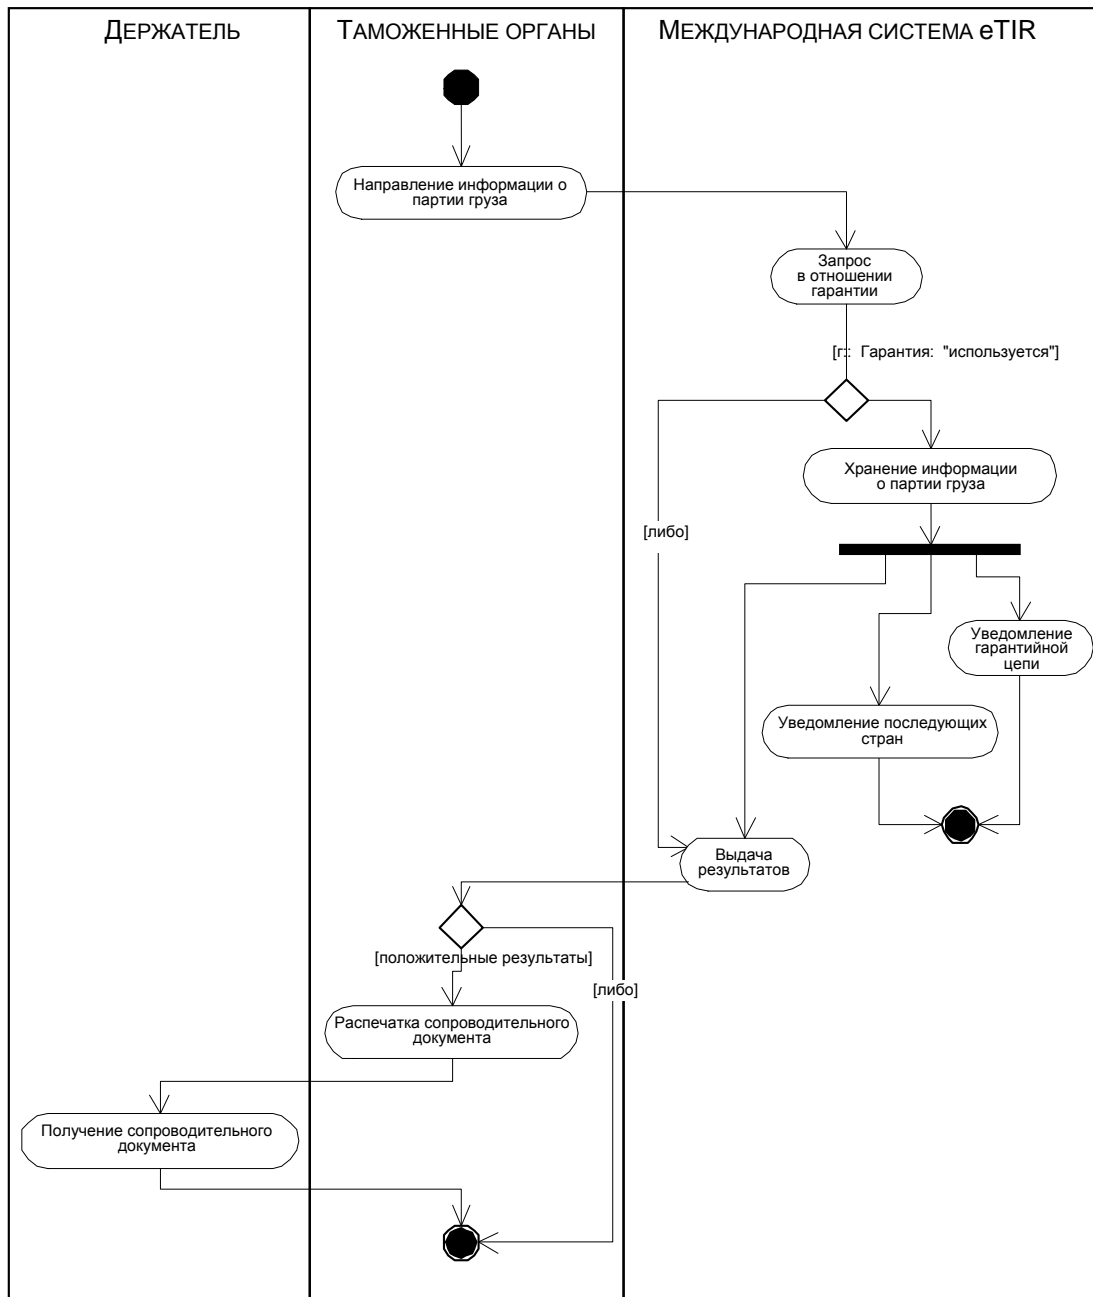 ДЕРЖАТЕЛЬ
ТАМОЖЕННЫЕ ОРГАНЫ
МЕЖДУНАРОДНАЯ СИСТЕМА eTIR
Направление информации о
партии груза
Запрос
в отношении
гарантии
[г:: Гарантия: "используется"]
Хранение информации
о партии груза
[либо]
Уведомление
гарантийной
цепи
Уведомление последующих
стран
Выдача
результатов
[положительные результаты]
[либо]
Распечатка сопроводительного
документа
Получение сопроводительного
документа